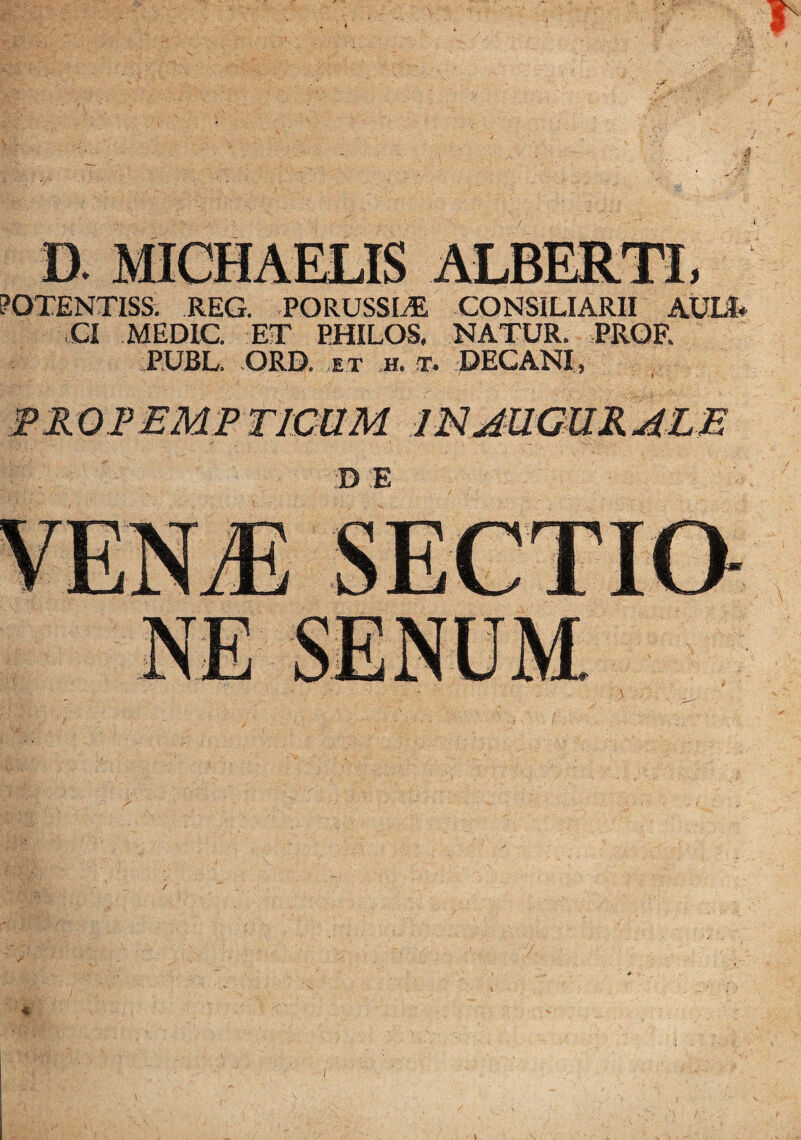 D. MICHAELIS ALBERTI,
POTENTISS. REG. PORUSSIÆ CONSILIARII AULI-
CI MEDIC. ET PHILOS. NATUR. PROF.
PUBL. ORD. ET H. T. DECANI,
PROPEMPTICUM INAUGURALE
DE
VENÆ SECTIO-
NE SENUM.